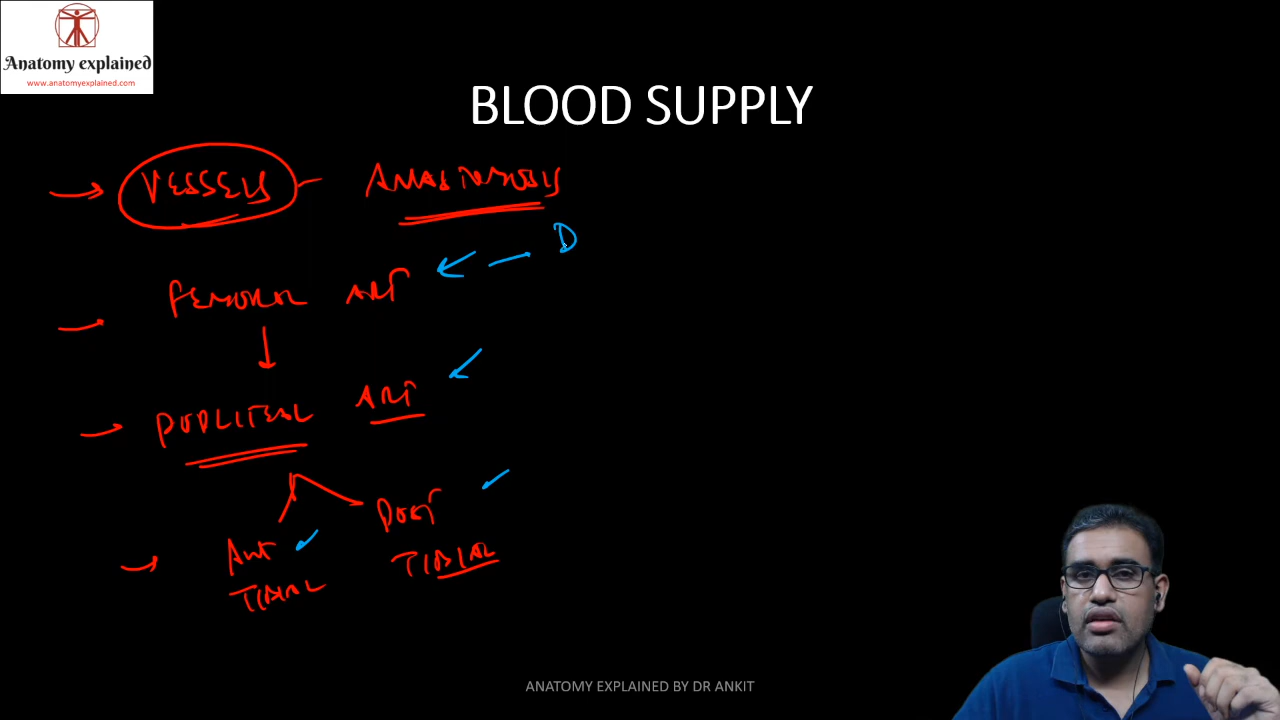 Anatomy explained
www.anatomyexplained.com
BLOOD SUPPLY
VESSELS - ANASTOMOSIS
FEMORAL ART
D
POPLITEAL ART
ANT
TIBIAL
POST
TIBIAL
ANATOMY EXPLAINED BY DR ANKIT